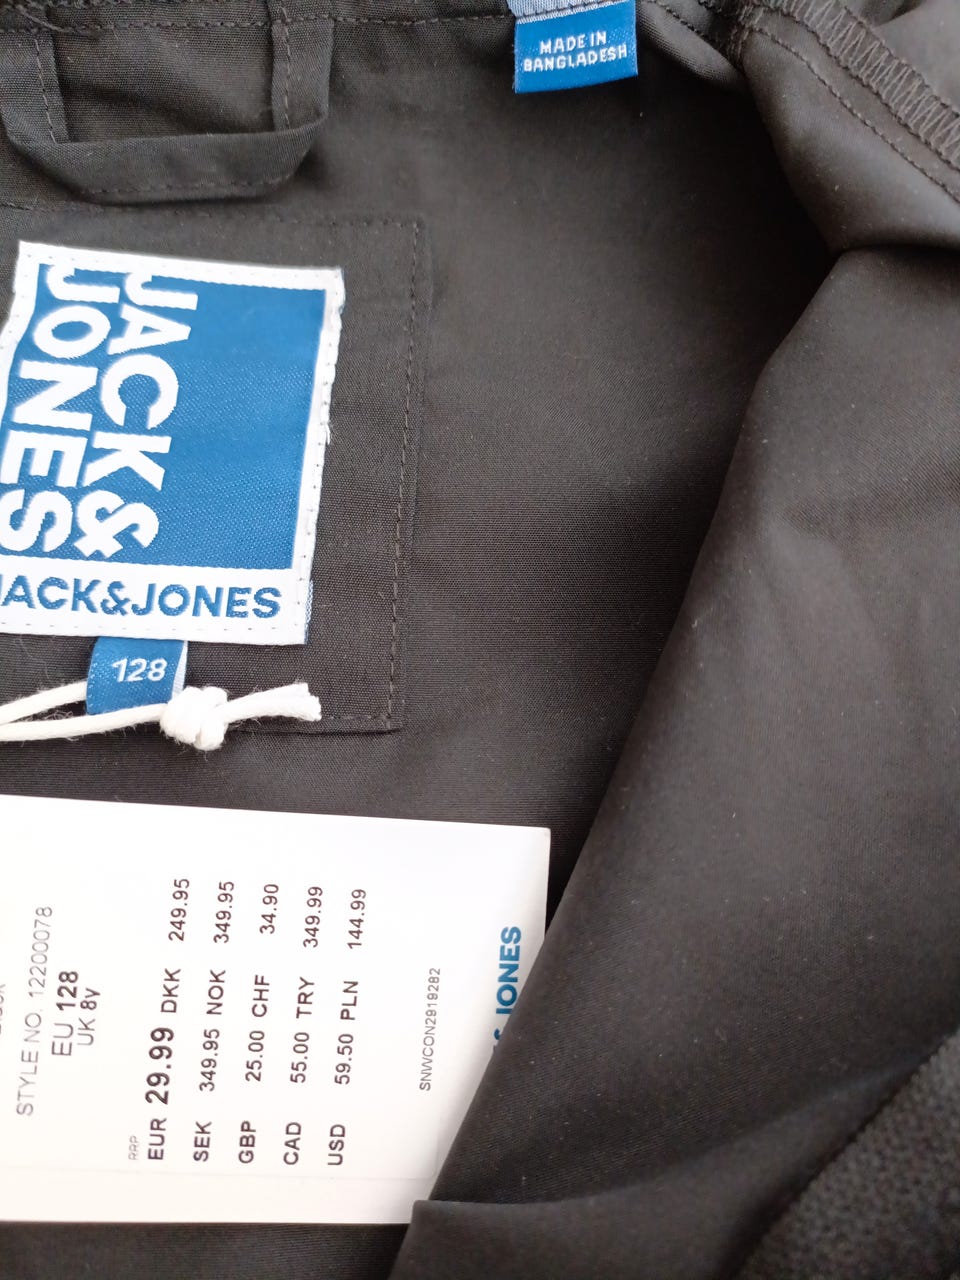 MADE IN
BANGLADESH
JACK&
JONES
JACK&JONES
128
STYLE NO. 12200078
EU 128
UK 8y
RRP
EUR 29.99 DKK 249.95
SEK 349.95 NOK 349.95
GBP 25.00 CHF 34.90
CAD 55.00 TRY 349.99
USD 59.50 PLN 144.99
SNWCON2919282
& JONES